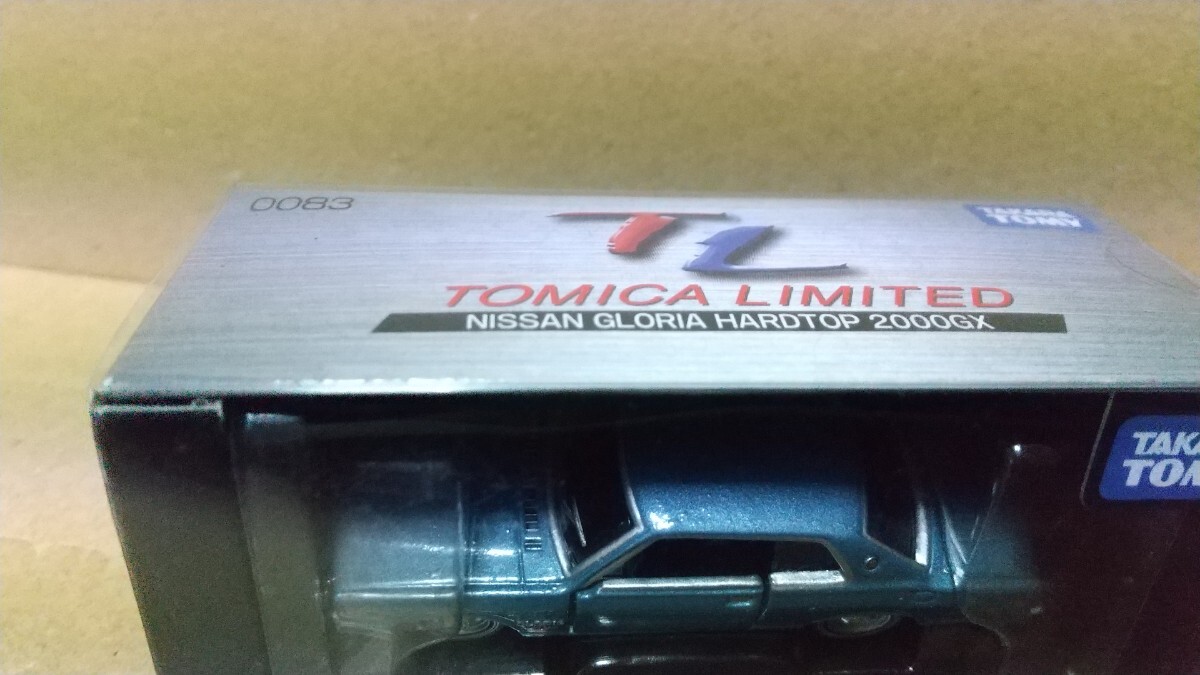 0083
TL
TAKARA
TOMY
TOMICA LIMITED
NISSAN GLORIA HARDTOP 2000GX
TAKA
TOM